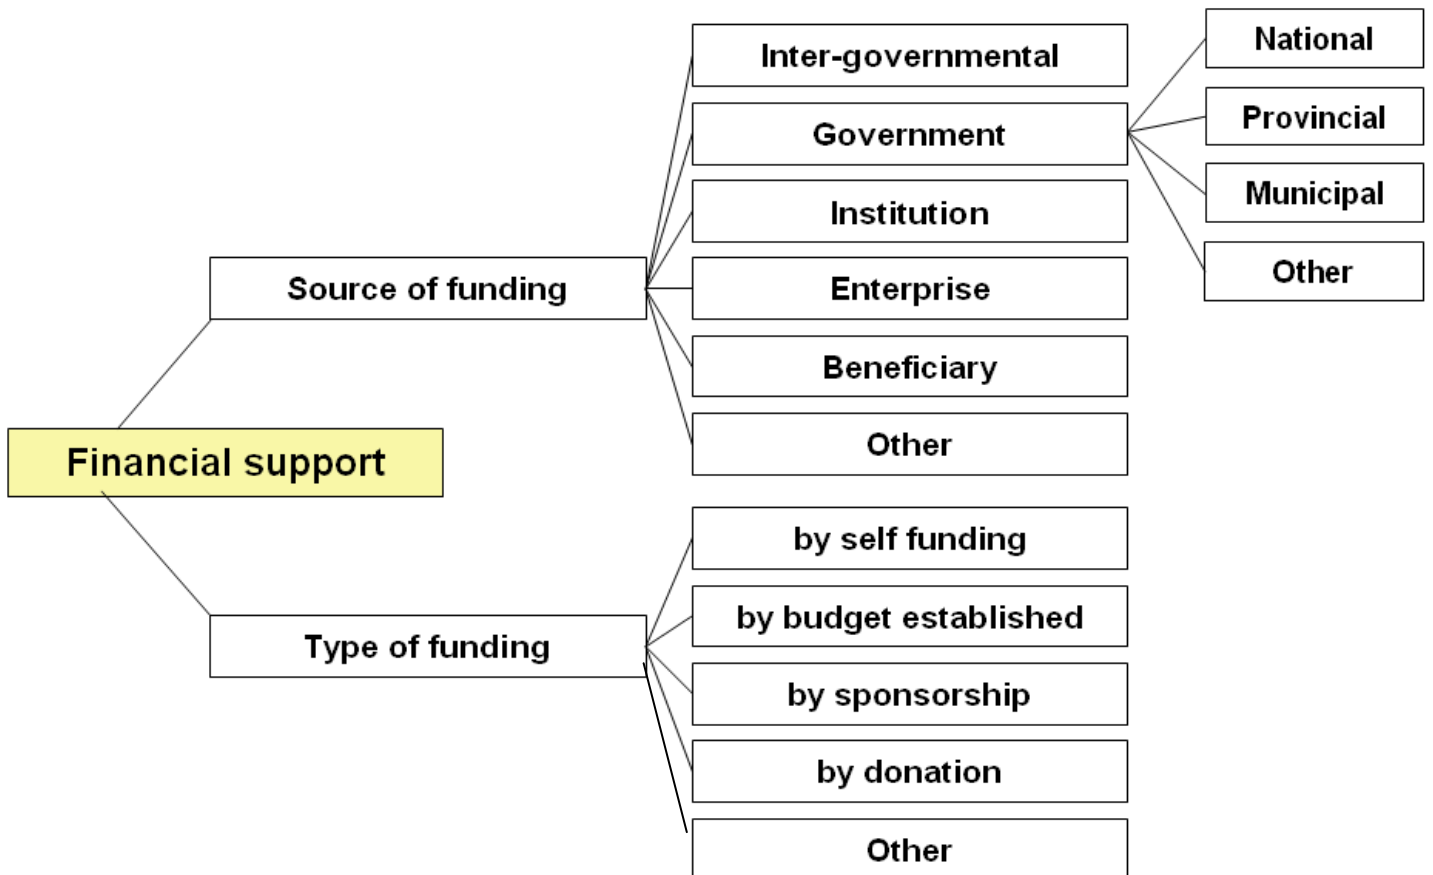 Financial support
Source of funding
Inter-governmental
Government
National
Provincial
Municipal
Other
Institution
Enterprise
Beneficiary
Other
Type of funding
by self funding
by budget established
by sponsorship
by donation
Other